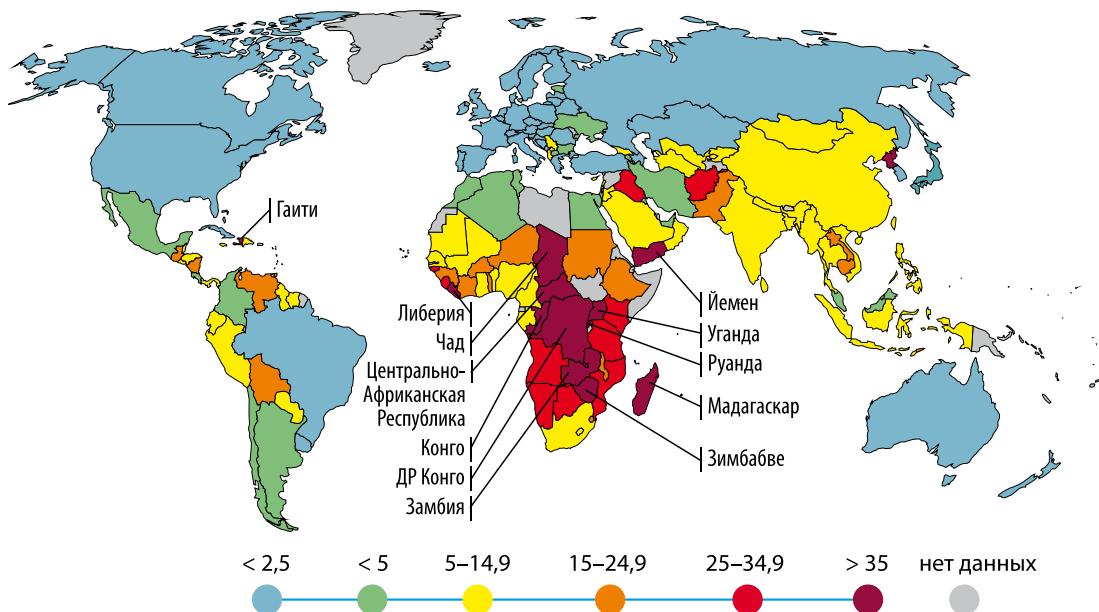 Гаити
Либерия
Чад
Центрально-
Африканская
Республика
Конго
ДР Конго
Замбия
Йемен
Уганда
Руанда
Мадагаскар
Зимбабве
< 2,5
< 5
5–14,9
15–24,9
25–34,9
> 35
нет данных